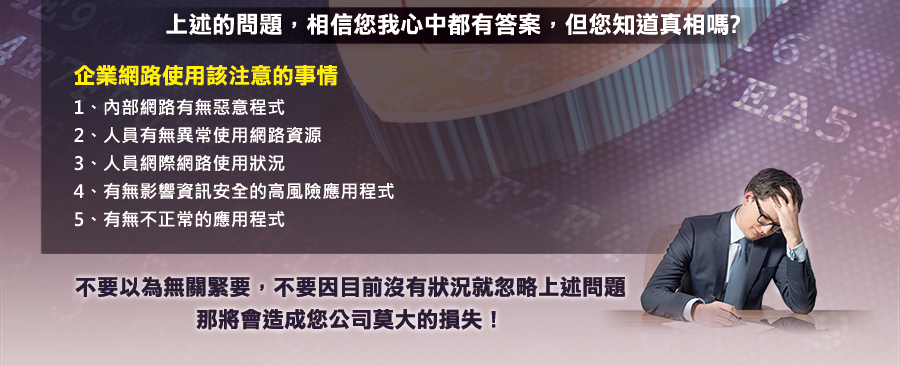 上述的問題，相信您我心中都有答案，但您知道真相嗎?
企業網路使用該注意的事情
1、內部網路有無惡意程式
2、人員有無異常使用網路資源
3、人員網際網路使用狀況
4、有無影響資訊安全的高風險應用程式
5、有無不正常的應用程式
不要以為無關緊要，不要因目前沒有狀況就忽略上述問題
那將會造成您公司莫大的損失！